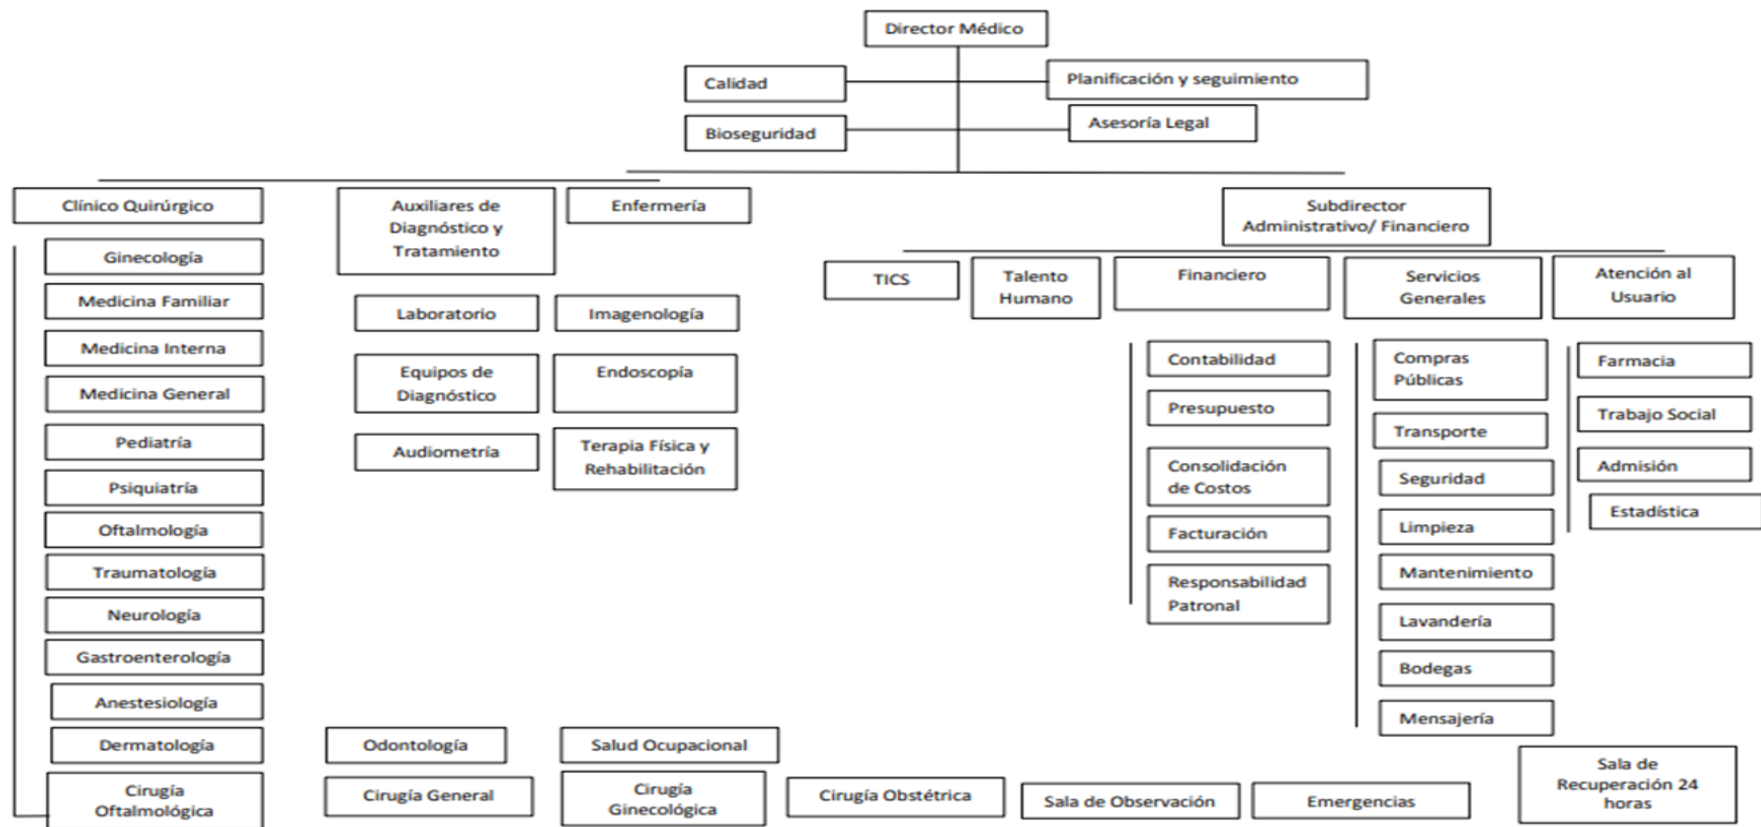 Director Médico
Calidad
Planificación y seguimiento
Bioseguridad
Asesoría Legal
Clínico Quirúrgico
Auxiliares de
Diagnóstico y
Tratamiento
Enfermería
Subdirector
Administrativo/ Financiero
Ginecología
Medicina Familiar
Medicina Interna
Medicina General
Pediatría
Psiquiatría
Oftalmología
Traumatología
Neurología
Gastroenterología
Anestesiología
Dermatología
Cirugía
Oftalmológica
Laboratorio
Imagenología
Equipos de
Diagnóstico
Endoscopía
Audiometría
Terapia Física y
Rehabilitación
TICS
Talento
Humano
Financiero
Servicios
Generales
Atención al
Usuario
Contabilidad
Presupuesto
Consolidación
de Costos
Facturación
Responsabilidad
Patronal
Compras
Públicas
Transporte
Seguridad
Limpieza
Mantenimiento
Lavandería
Bodegas
Mensajería
Farmacia
Trabajo Social
Admisión
Estadística
Odontología
Salud Ocupacional
Cirugía General
Cirugía
Ginecológica
Cirugía Obstétrica
Sala de Observación
Emergencias
Sala de
Recuperación 24
horas